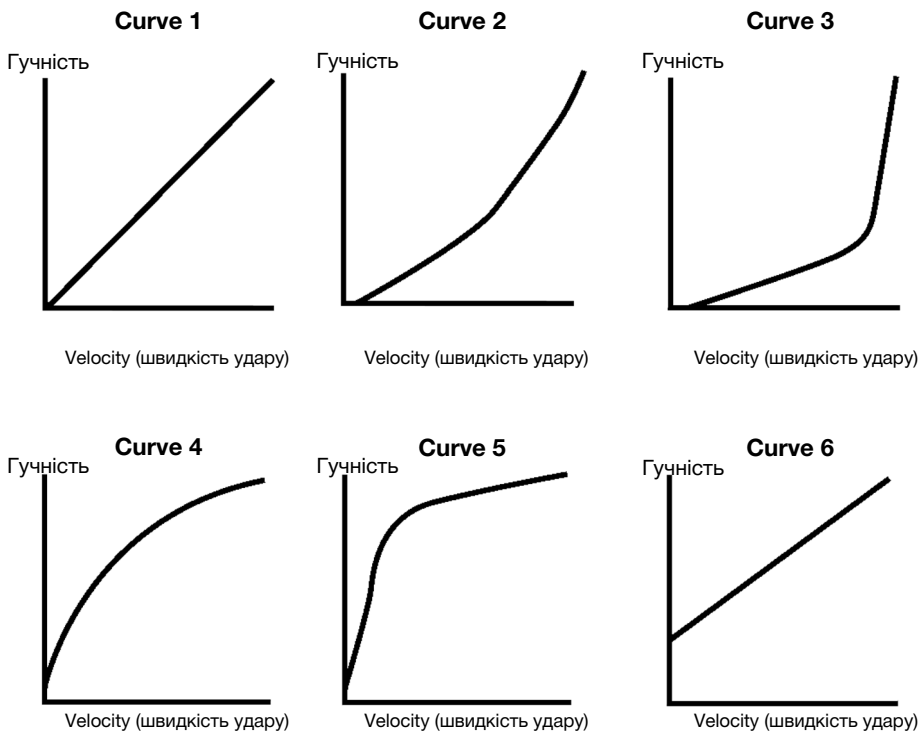 Curve 1
Гучність
Velocity (швидкість удару)
Curve 2
Гучність
Velocity (швидкість удару)
Curve 3
Гучність
Velocity (швидкість удару)
Curve 4
Гучність
Velocity (швидкість удару)
Curve 5
Гучність
Velocity (швидкість удару)
Curve 6
Гучність
Velocity (швидкість удару)